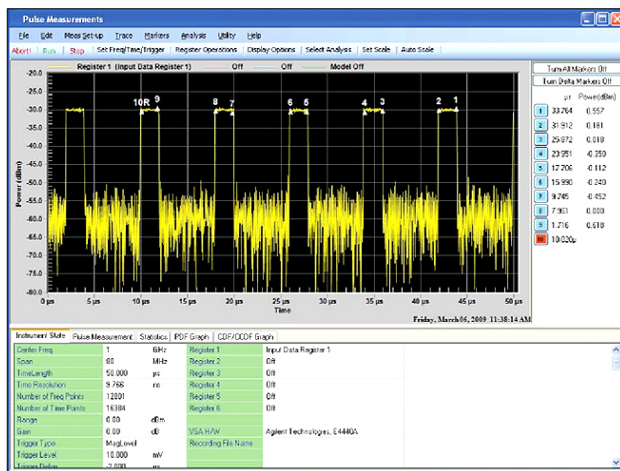 Pulse Measurements
File Edit Meas Set-up Trace Markers Analysis Utility Help
Abort! Run Stop Set Freq/Time/Trigger Register Operations Display Options Select Analysis Set Scale Auto Scale
Register 1 (Input Data Register 1) Off Off Model Off
Turn All Markers Off
Turn Delta Markers Off
µs Power(dBm)
1 33.764 0.557
2 31.912 0.181
3 25.872 0.018
4 23.951 -0.350
5 17.706 -0.112
6 15.990 -0.240
7 9.745 -0.452
8 7.961 0.000
9 1.716 0.618
10 10.020µ
-20.0
-25.0
-30.0
-35.0
-40.0
-45.0
-50.0
-55.0
-60.0
-65.0
-70.0
-75.0
-80.0
Power (dBm)
10R 9 8 7 6 5 4 3 2 1
0 µs 5 µs 10 µs 15 µs 20 µs 25 µs 30 µs 35 µs 40 µs 45 µs 50 µs
Time
Friday, March 06, 2009 11:38:14 AM
Instrument State Pulse Measurement Statistics PDF Graph CDF/CCDF Graph
Center Freq 1 GHz Register 1 Input Data Register 1
Span 80 MHz Register 2 Off
TimeLength 50.000 µs Register 3 Off
Time Resolution 9.766 ns Register 4 Off
Number of Freq Points 12801 Register 5 Off
Number of Time Points 16384 Register 6 Off
Range 0.00 dBm
Gain 0.00 dB VSA H/W Agilent Technologies, E4440A
Trigger Type MagLevel Recording File Name
Trigger Level 10.000 mV
Trigger Delay -2.000